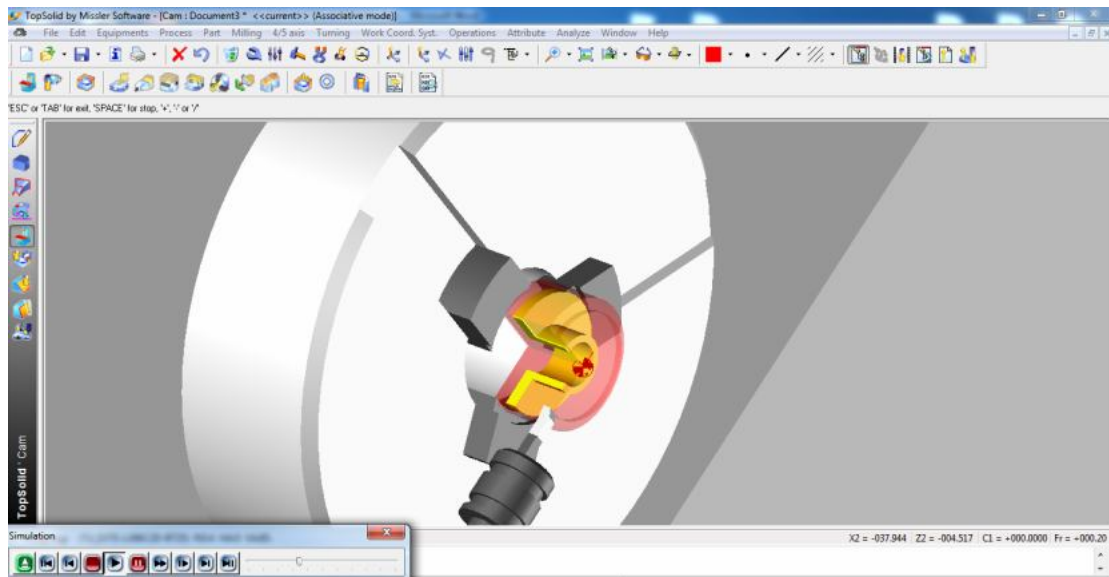 TopSolid by Missler Software - [Cam : Document3 * <<current>> (Associative mode)]
File Edit Equipments Process Part Milling 4/5 axis Turning Work Coord. Syst. Operations Attribute Analyze Window Help
'ESC' or 'TAB' for exit, 'SPACE' for stop, '+', '-' or '/'
TopSolid'Cam
Simulation
X2 = -037.944 Z2 = -004.517 C1 = +000.0000 Fr = +000.20